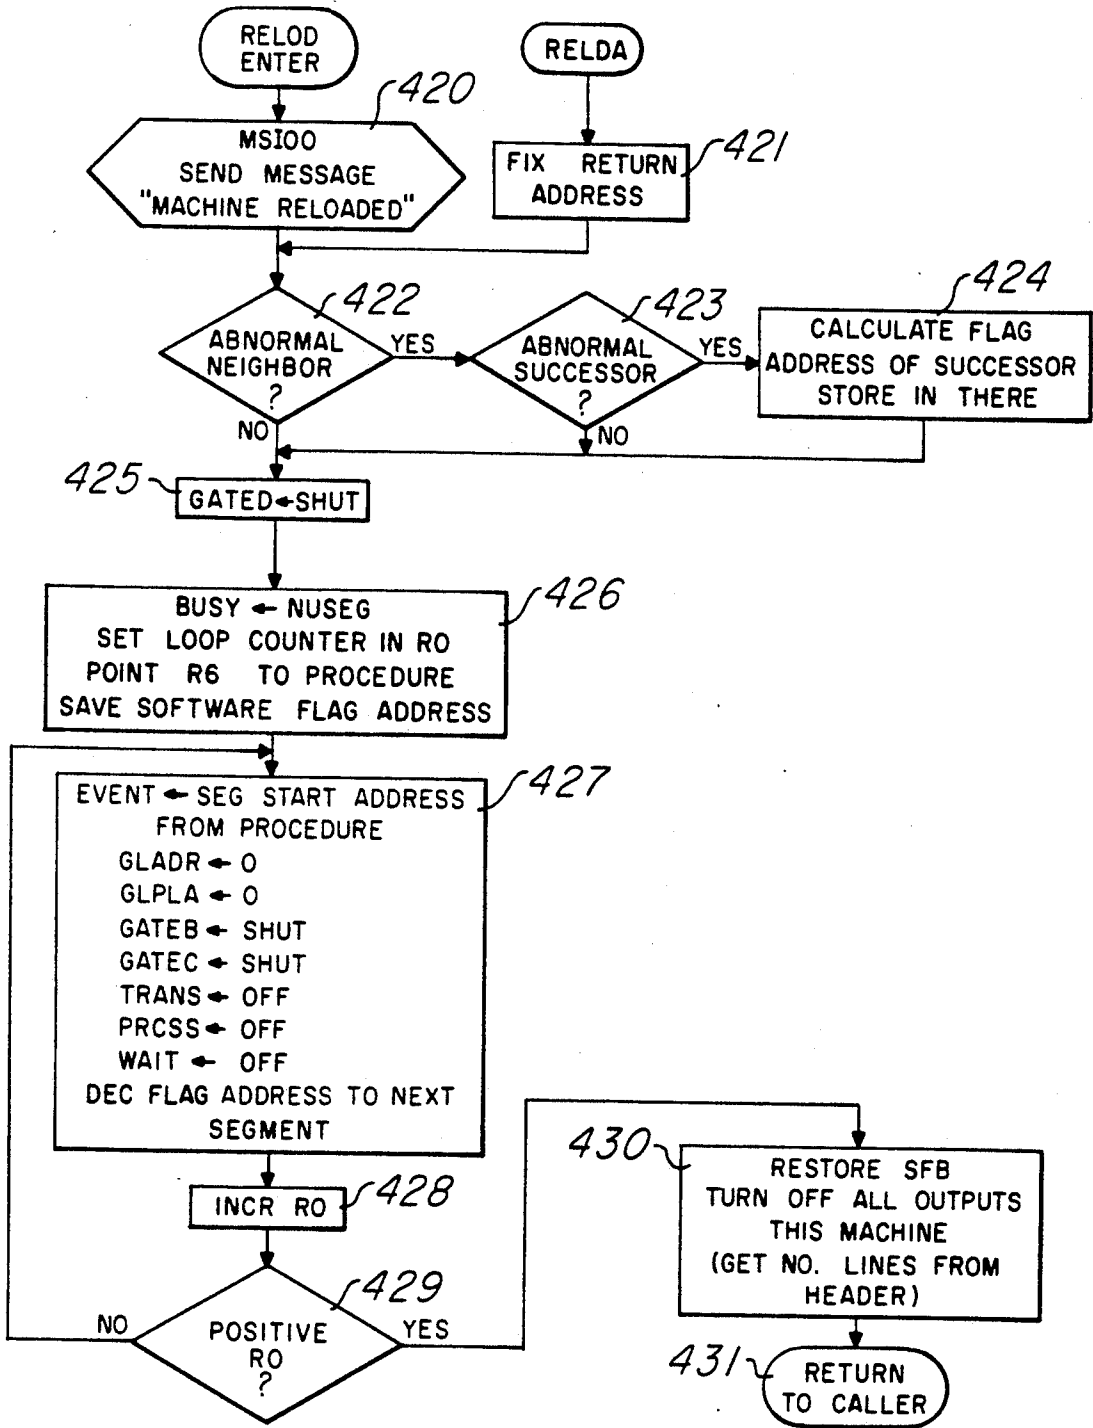 RELOD
ENTER
RELDA
420
MSIOO
SEND MESSAGE
"MACHINE RELOADED"
421
FIX RETURN
ADDRESS
422
ABNORMAL
NEIGHBOR
?
YES
NO
423
ABNORMAL
SUCCESSOR
?
YES
NO
424
CALCULATE FLAG
ADDRESS OF SUCCESSOR
STORE IN THERE
425
GATED←SHUT
426
BUSY ← NUSEG
SET LOOP COUNTER IN RO
POINT R6 TO PROCEDURE
SAVE SOFTWARE FLAG ADDRESS
427
EVENT ← SEG START ADDRESS
FROM PROCEDURE
GLADR ← O
GLPLA ← O
GATEB ← SHUT
GATEC ← SHUT
TRANS ← OFF
PRCSS ← OFF
WAIT ← OFF
DEC FLAG ADDRESS TO NEXT
SEGMENT
428
INCR RO
429
POSITIVE
RO
?
NO
YES
430
RESTORE SFB
TURN OFF ALL OUTPUTS
THIS MACHINE
(GET NO. LINES FROM
HEADER)
431
RETURN
TO CALLER